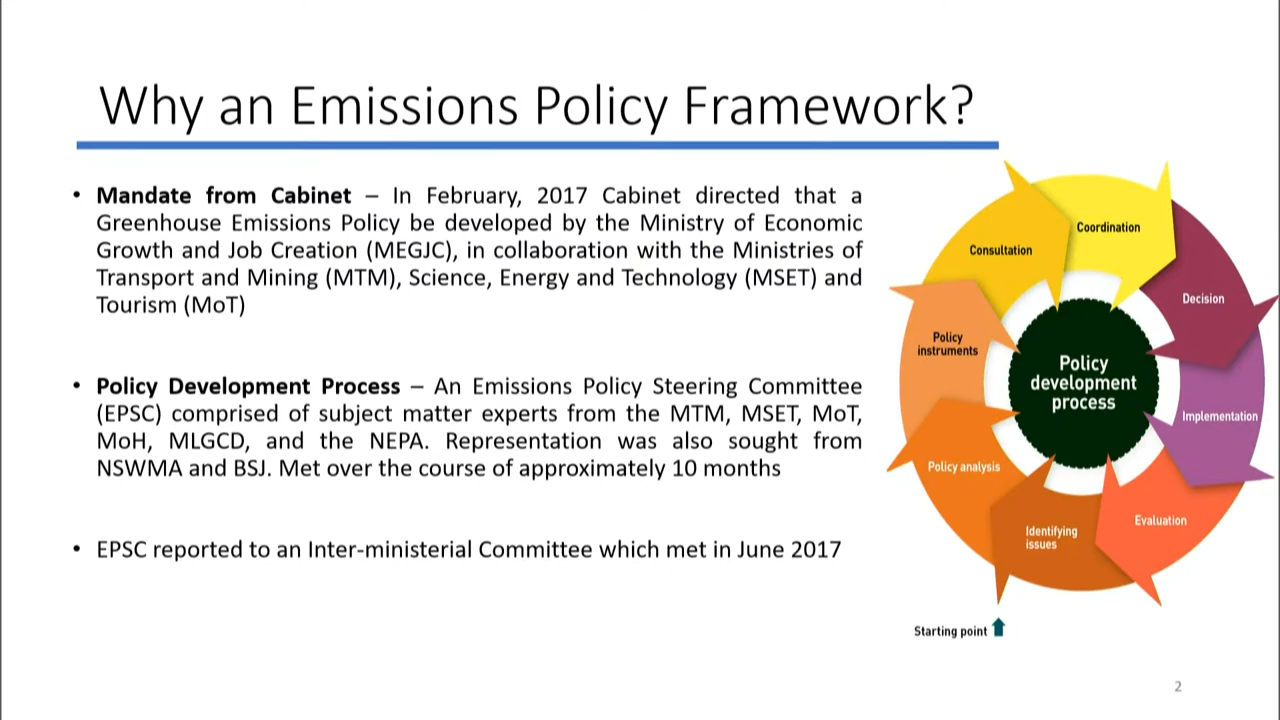 Why an Emissions Policy Framework?
• Mandate from Cabinet – In February, 2017 Cabinet directed that a
Greenhouse Emissions Policy be developed by the Ministry of Economic
Growth and Job Creation (MEGJC), in collaboration with the Ministries of
Transport and Mining (MTM), Science, Energy and Technology (MSET) and
Tourism (MoT)
• Policy Development Process – An Emissions Policy Steering Committee
(EPSC) comprised of subject matter experts from the MTM, MSET, MoT,
MoH, MLGCD, and the NEPA. Representation was also sought from
NSWMA and BSJ. Met over the course of approximately 10 months
• EPSC reported to an Inter-ministerial Committee which met in June 2017
Coordination
Consultation
Decision
Policy
instruments
Policy
development
process
Implementation
Policy analysis
Evaluation
Identifying
issues
Starting point
2